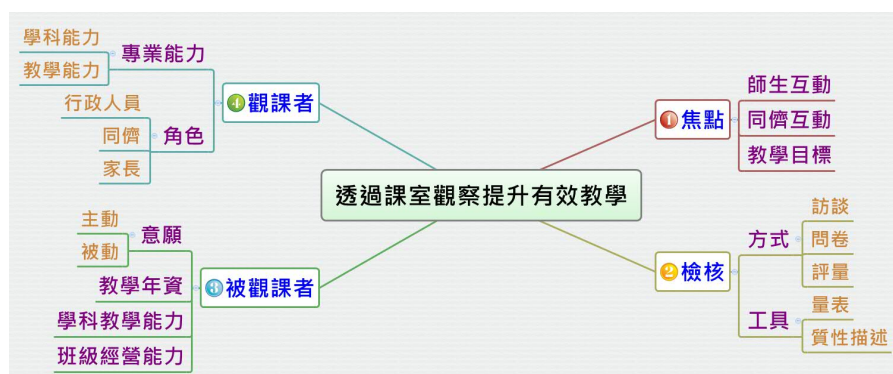 透過課室觀察提升有效教學
1焦點
師生互動
同儕互動
教學目標
2檢核
方式
訪談
問卷
評量
工具
量表
質性描述
3被觀課者
意願
主動
被動
教學年資
學科教學能力
班級經營能力
4觀課者
專業能力
學科能力
教學能力
角色
行政人員
同儕
家長